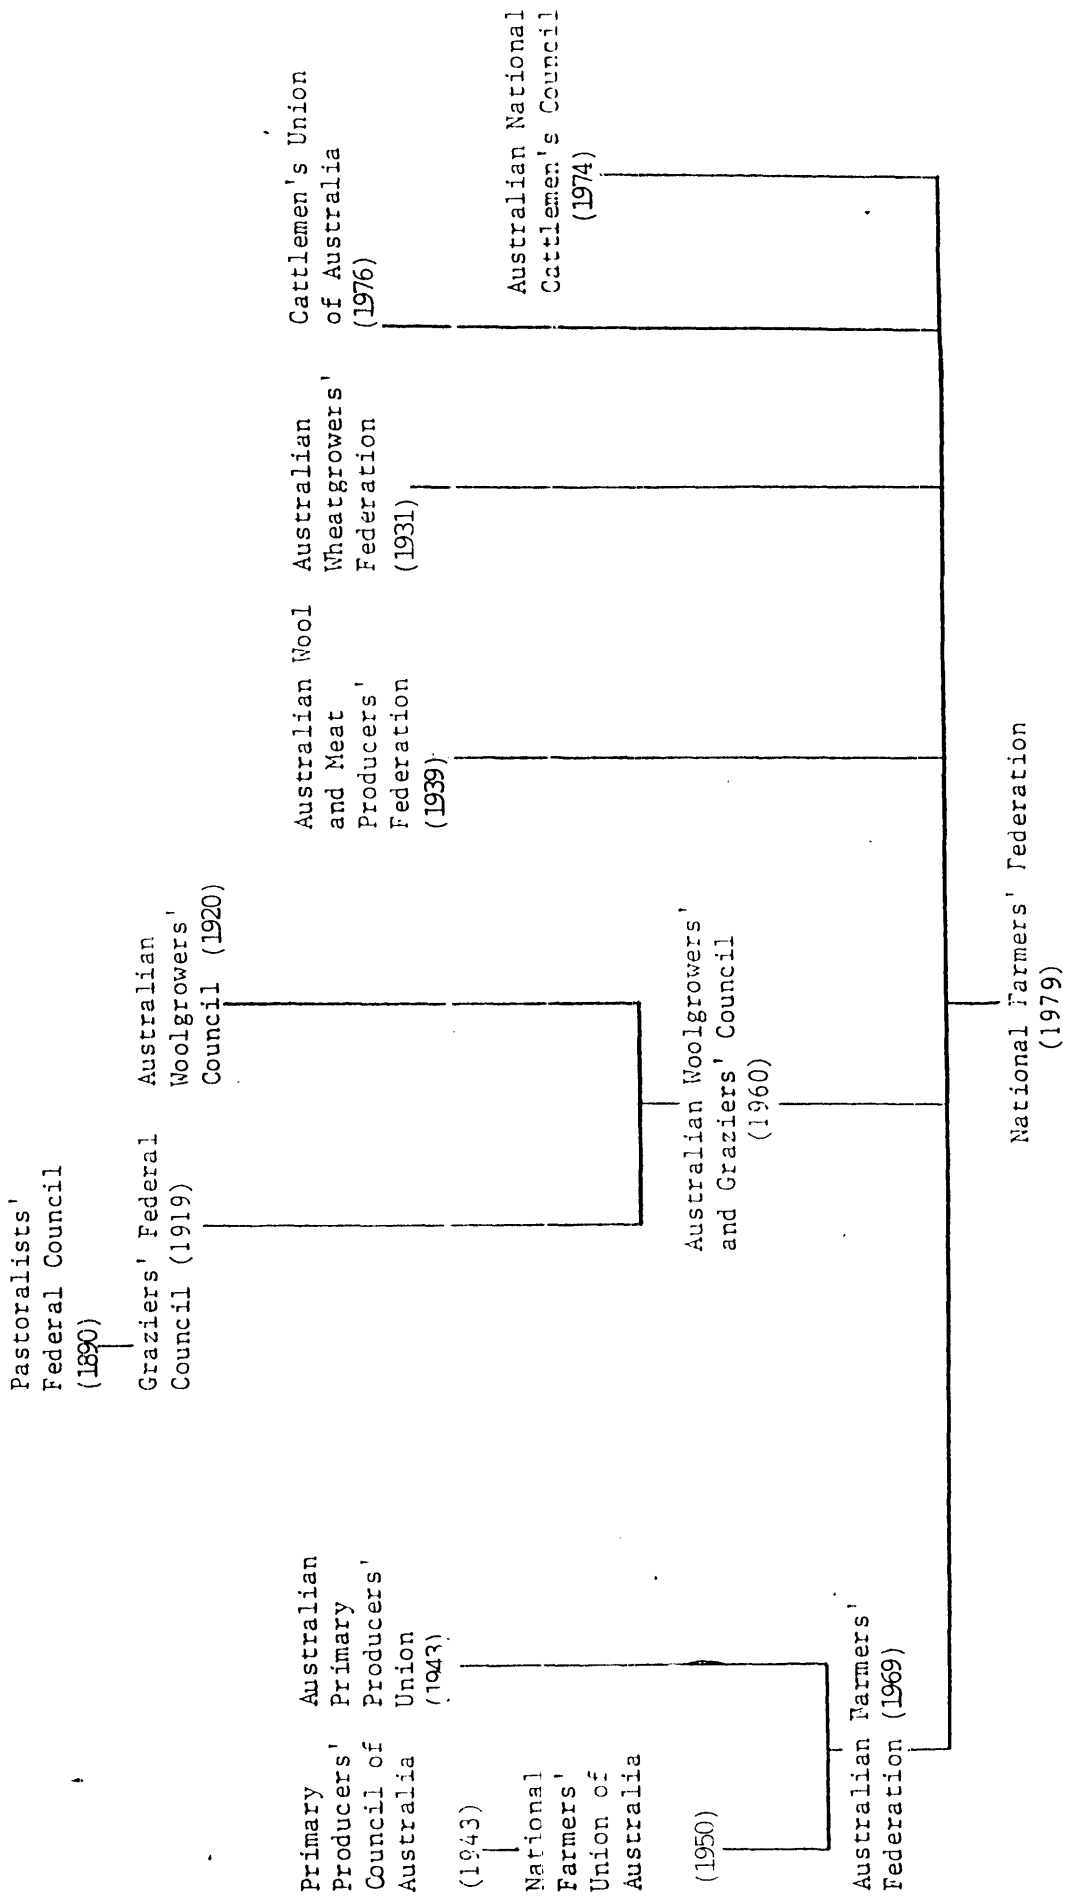 Pastoralists'
Federal Council
(1890)
Graziers' Federal
Council (1919)
Australian
Woolgrowers'
Council (1920)
Primary
Producers'
Council of
Australia
(1943)
National
Farmers'
Union of
Australia
(1950)
Australian
Primary
Producers'
Union
(1943)
Australian Farmers'
Federation (1969)
Australian Woolgrowers'
and Graziers' Council
(1960)
Australian Wool
and Meat
Producers'
Federation
(1939)
Australian
Wheatgrowers'
Federation
(1931)
Cattlemen's Union
of Australia
(1976)
Australian National
Cattlemen's Council
(1974)
National Farmers' Federation
(1979)